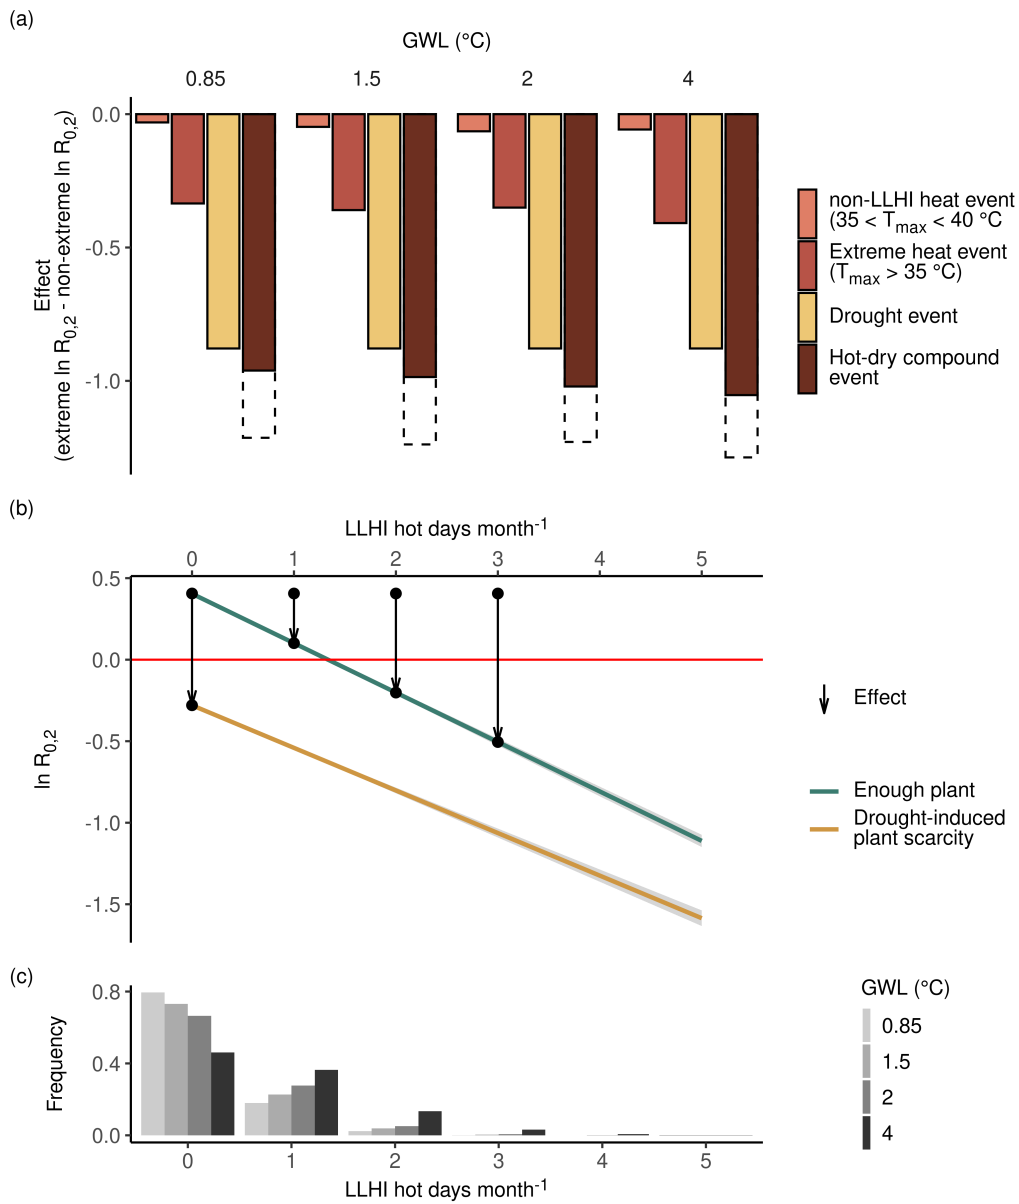 (a)
GWL (°C)
0.85 1.5 2 4
0.0
-0.5
-1.0
Effect
(extreme ln R0,2 - non-extreme ln R0,2)
non-LLHI heat event
(35 < Tmax < 40 °C
Extreme heat event
(Tmax > 35 °C)
Drought event
Hot-dry compound
event
(b)
LLHI hot days month-1
0 1 2 3 4 5
0.5
0.0
-0.5
-1.0
-1.5
ln R0,2
Effect
Enough plant
Drought-induced
plant scarcity
(c)
0.8
0.4
0.0
Frequency
0 1 2 3 4 5
LLHI hot days month-1
GWL (°C)
0.85
1.5
2
4